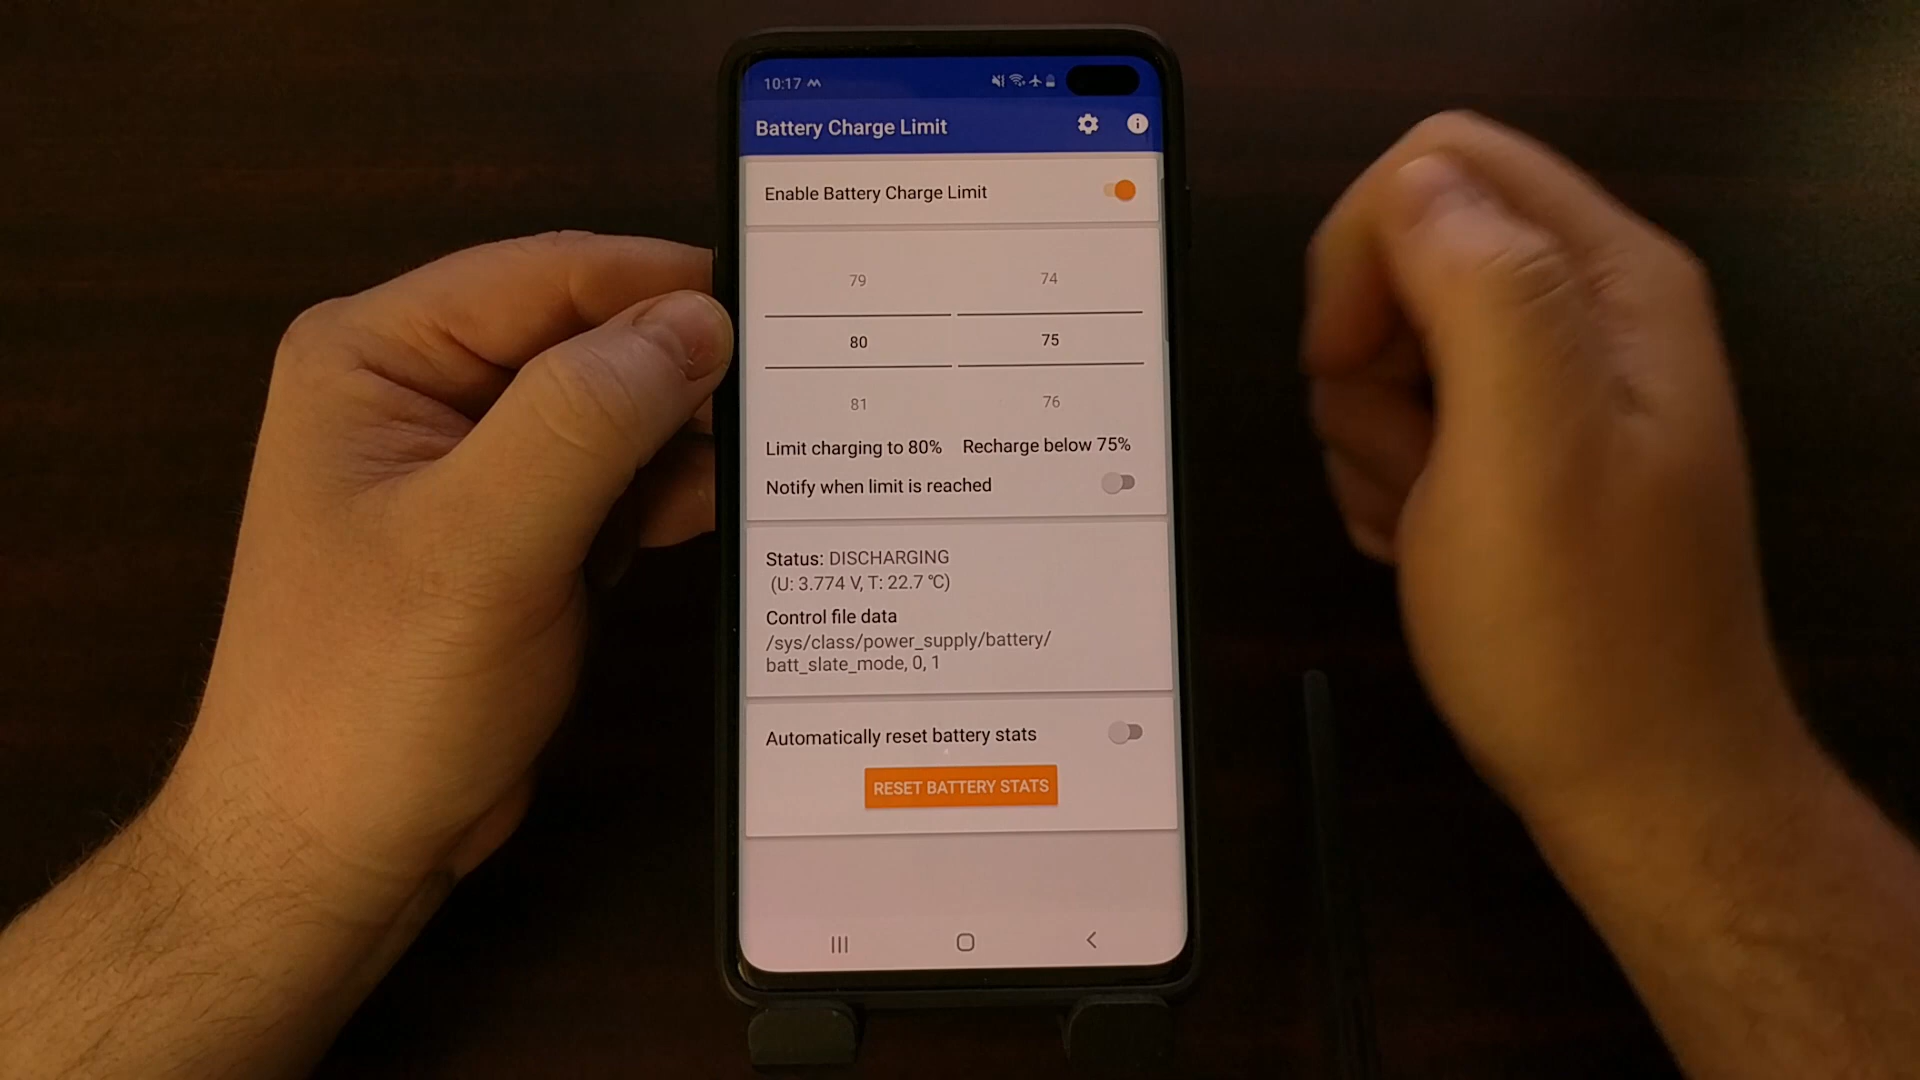 10:17
Battery Charge Limit
Enable Battery Charge Limit
79 74
80 75
81 76
Limit charging to 80% Recharge below 75%
Notify when limit is reached
Status: DISCHARGING
(U: 3.774 V, T: 22.7 °C)
Control file data
/sys/class/power_supply/battery/
batt_slate_mode, 0, 1
Automatically reset battery stats
RESET BATTERY STATS